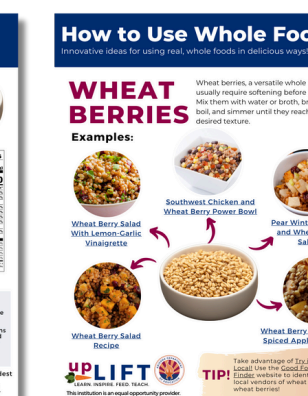 How to Use Whole Foo
Innovative ideas for using real, whole foods in delicious ways!
WHEAT
BERRIES
Wheat berries, a versatile whole
usually require softening before
Mix them with water or broth, br
boil, and simmer until they reach
desired texture.
Examples:
Southwest Chicken and
Wheat Berry Power Bowl
Wheat Berry Salad
With Lemon-Garlic
Vinaigrette
Pear Wint
and Whe
Sal
Wheat Berry Salad
Recipe
Wheat Berry
Spiced Appl
upLIFT
LEARN. INSPIRE. FEED. TEACH.
This institution is an equal opportunity provider.
TIP!
Take advantage of Try i
Local! Use the Good Fo
Finder website to identi
local vendors of wheat
wheat berries!